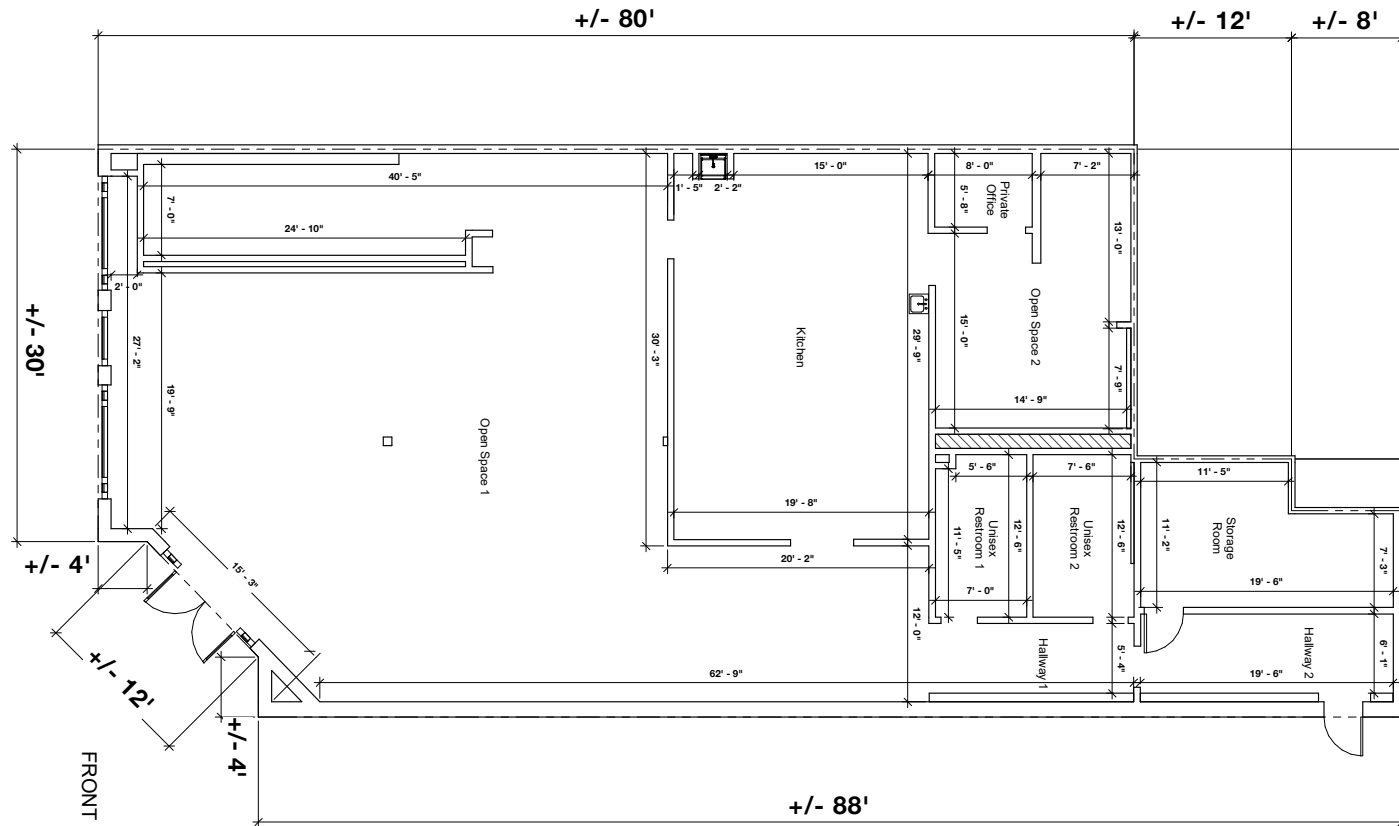 +/- 80'
+/- 12'
+/- 8'
40' - 5"
1' - 5"
2' - 2"
15' - 0"
8' - 0"
7' - 2"
7' - 0"
5' - 8"
Private
Office
13' - 0"
24' - 10"
2' - 0"
+/- 30'
27' - 2"
19' - 9"
Open Space 1
30' - 3"
Kitchen
29' - 9"
15' - 0"
Open Space 2
7' - 9"
14' - 9"
5' - 6"
7' - 6"
11' - 5"
19' - 8"
11' - 5"
Unisex
Restroom 1
12' - 6"
Unisex
Restroom 2
12' - 6"
11' - 2"
Storage
Room
7' - 3"
+/- 4'
15' - 3"
20' - 2"
7' - 0"
19' - 6"
12' - 0"
Hallway 1
5' - 4"
Hallway 2
6' - 1"
+/- 12'
62' - 9"
19' - 6"
+/- 4'
FRONT
+/- 88'